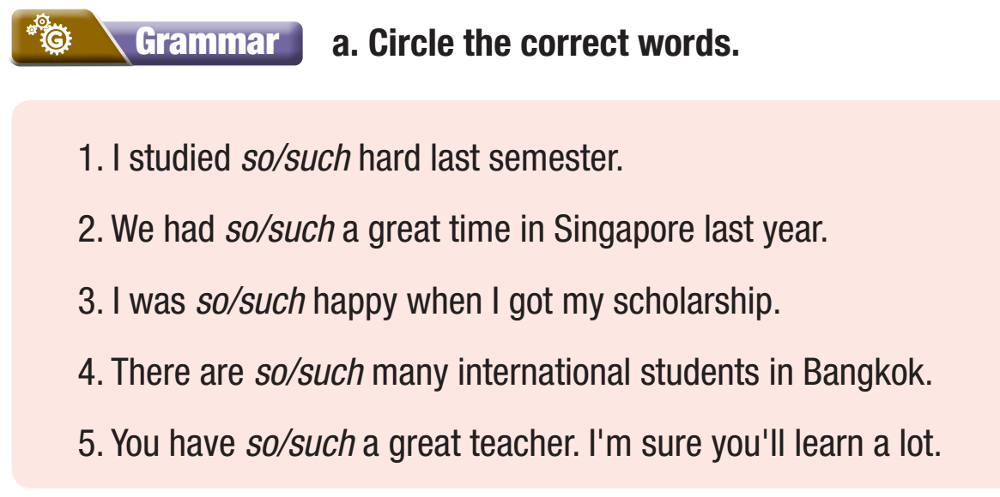 G Grammar a. Circle the correct words.
1. I studied so/such hard last semester.
2. We had so/such a great time in Singapore last year.
3. I was so/such happy when I got my scholarship.
4. There are so/such many international students in Bangkok.
5. You have so/such a great teacher. I'm sure you'll learn a lot.